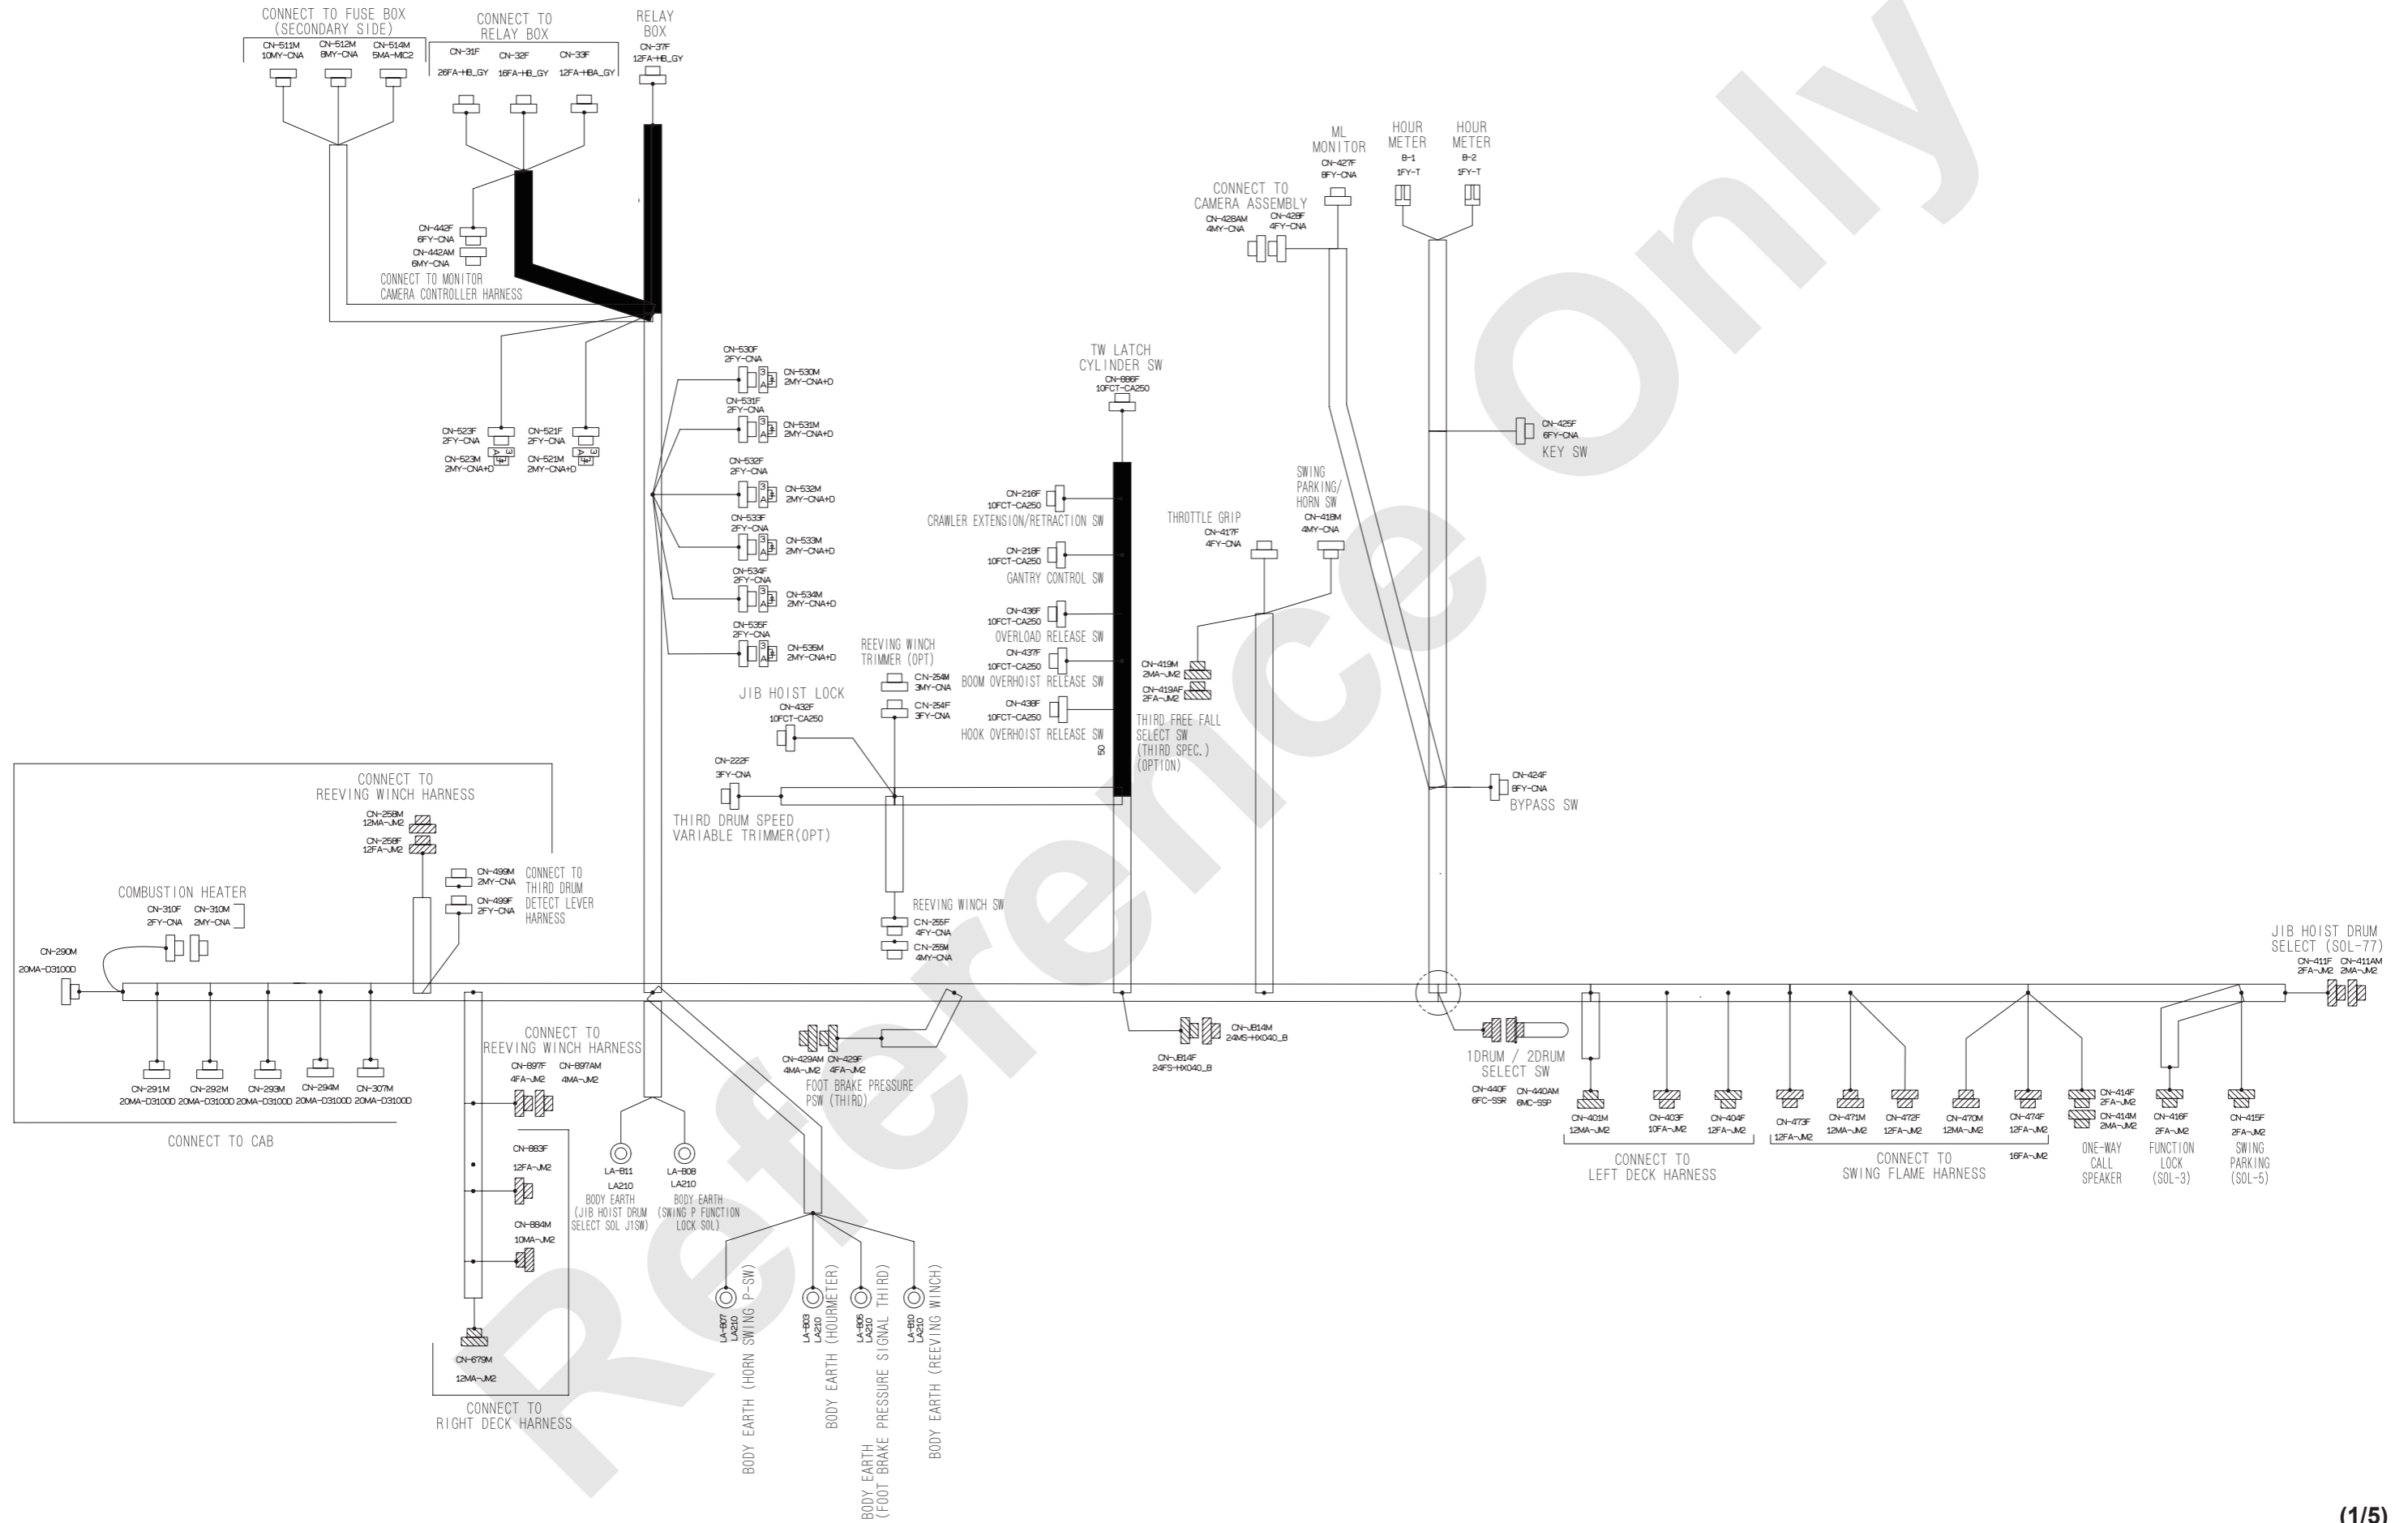 CONNECT TO FUSE BOX
(SECONDARY SIDE)
CN-511M
10MY-CNA
CN-512M
8MY-CNA
CN-514M
5MA-MIC2
CONNECT TO
RELAY BOX
CN-31F
26FA-HB_GY
CN-32F
16FA-HB_GY
CN-33F
12FA-HBA_GY
RELAY
BOX
CN-37F
12FA-HB_GY
CN-442F
6FY-CNA
CN-442AM
6MY-CNA
CONNECT TO MONITOR
CAMERA CONTROLLER HARNESS
CN-523F
2FY-CNA
CN-523M
2MY-CNA+D
CN-521F
2FY-CNA
CN-521M
2MY-CNA+D
CN-530F
2FY-CNA
CN-530M
2MY-CNA+D
CN-531F
2FY-CNA
CN-531M
2MY-CNA+D
CN-532F
2FY-CNA
CN-532M
2MY-CNA+D
CN-533F
2FY-CNA
CN-533M
2MY-CNA+D
CN-534F
2FY-CNA
CN-534M
2MY-CNA+D
CN-535F
2FY-CNA
CN-535M
2MY-CNA+D
ML
MONITOR
CN-427F
8FY-CNA
HOUR
METER
B-1
1FY-T
HOUR
METER
B-2
1FY-T
CONNECT TO
CAMERA ASSEMBLY
CN-428AM
4MY-CNA
CN-428F
4FY-CNA
TW LATCH
CYLINDER SW
CN-886F
10FCT-CA250
CN-425F
6FY-CNA
KEY SW
CN-216F
10FCT-CA250
CRAWLER EXTENSION/RETRACTION SW
CN-218F
10FCT-CA250
GANTRY CONTROL SW
CN-436F
10FCT-CA250
OVERLOAD RELEASE SW
CN-437F
10FCT-CA250
BOOM OVERHOIST RELEASE SW
CN-438F
10FCT-CA250
HOOK OVERHOIST RELEASE SW
50
THROTTLE GRIP
CN-417F
4FY-CNA
SWING
PARKING/
HORN SW
CN-418M
4MY-CNA
CN-419M
2MA-JM2
CN-419AF
2FA-JM2
THIRD FREE FALL
SELECT SW
(THIRD SPEC.)
(OPTION)
REEVING WINCH
TRIMMER (OPT)
CN-254M
3MY-CNA
CN-254F
3FY-CNA
JIB HOIST LOCK
CN-432F
10FCT-CA250
CN-222F
3FY-CNA
THIRD DRUM SPEED
VARIABLE TRIMMER(OPT)
REEVING WINCH SW
CN-255F
4FY-CNA
CN-255M
4MY-CNA
CN-424F
8FY-CNA
BYPASS SW
CONNECT TO
REEVING WINCH HARNESS
CN-258M
12MA-JM2
CN-258F
12FA-JM2
CN-499M
2MY-CNA
CN-499F
2FY-CNA
CONNECT TO
THIRD DRUM
DETECT LEVER
HARNESS
COMBUSTION HEATER
CN-310F
2FY-CNA
CN-310M
2MY-CNA
CN-290M
20MA-D3100D
CN-291M
20MA-D3100D
CN-292M
20MA-D3100D
CN-293M
20MA-D3100D
CN-294M
20MA-D3100D
CN-307M
20MA-D3100D
CONNECT TO CAB
CONNECT TO
REEVING WINCH HARNESS
CN-897F
4FA-JM2
CN-897AM
4MA-JM2
CN-883F
12FA-JM2
CN-884M
10MA-JM2
CN-679M
12MA-JM2
CONNECT TO
RIGHT DECK HARNESS
CN-429AM
4MA-JM2
CN-429F
4FA-JM2
FOOT BRAKE PRESSURE
PSW (THIRD)
LA-B11
LA210
BODY EARTH
(JIB HOIST DRUM
SELECT SOL J1SW)
LA-B08
LA210
BODY EARTH
(SWING P FUNCTION
LOCK SOL)
LA-B07
LA210
BODY EARTH (HORN SWING P-SW)
LA-B03
LA210
BODY EARTH (HOURMETER)
LA-B05
LA210
BODY EARTH
(FOOT BRAKE PRESSURE SIGNAL THIRD)
LA-B10
LA210
BODY EARTH (REEVING WINCH)
CN-JB14M
24MS-HX040_B
CN-JB14F
24FS-HX040_B
1DRUM / 2DRUM
SELECT SW
CN-440F
6FC-SSR
CN-440AM
6MC-SSP
CN-401M
12MA-JM2
CN-403F
10FA-JM2
CN-404F
12FA-JM2
CONNECT TO
LEFT DECK HARNESS
CN-473F
12FA-JM2
CN-471M
12MA-JM2
CN-472F
12FA-JM2
CN-470M
12MA-JM2
CN-474F
12FA-JM2
16FA-JM2
CONNECT TO
SWING FLAME HARNESS
CN-414F
2FA-JM2
CN-414M
2MA-JM2
ONE-WAY
CALL
SPEAKER
CN-416F
2FA-JM2
FUNCTION
LOCK
(SOL-3)
CN-415F
2FA-JM2
SWING
PARKING
(SOL-5)
JIB HOIST DRUM
SELECT (SOL-77)
CN-411F
2FA-JM2
CN-411AM
2MA-JM2
Reference Only
(1/5)